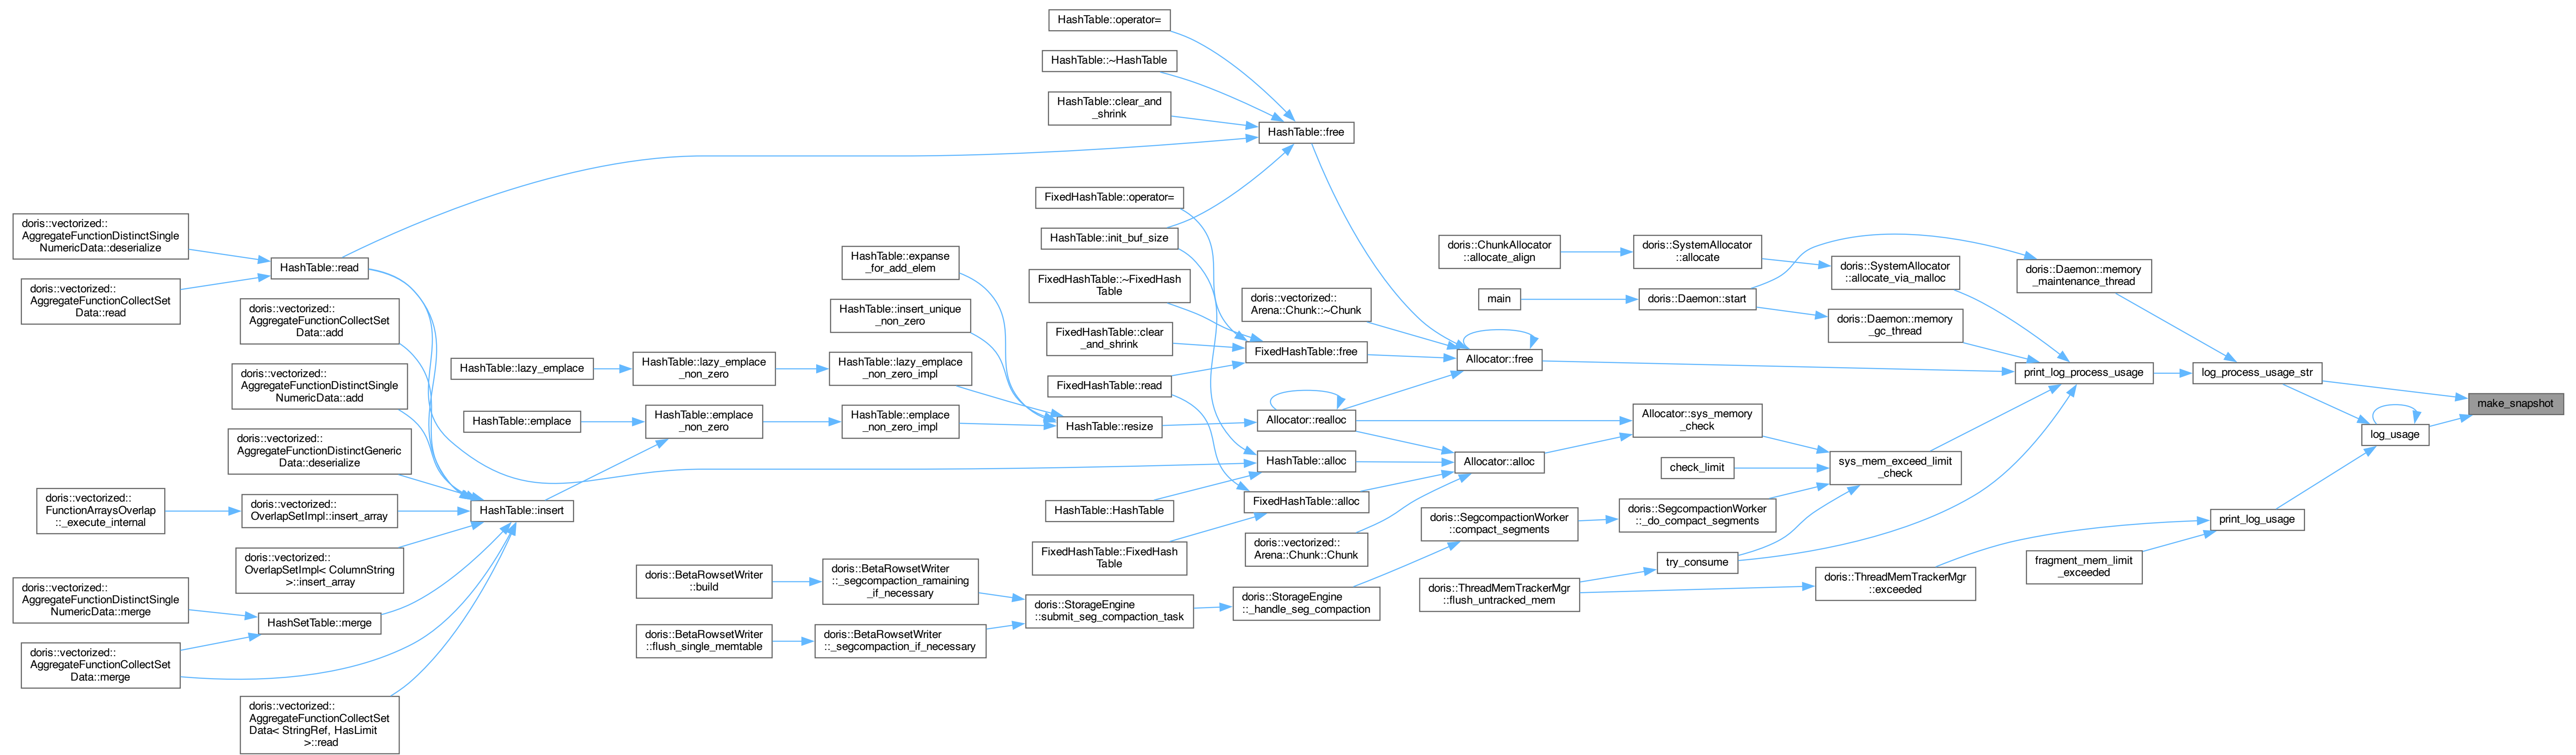 HashTable::operator=
HashTable::~HashTable
HashTable::clear_and
_shrink
HashTable::free
FixedHashTable::operator=
HashTable::init_buf_size
doris::vectorized::
AggregateFunctionDistinctSingle
NumericData::deserialize
HashTable::read
doris::vectorized::
AggregateFunctionCollectSet
Data::read
HashTable::expanse
_for_add_elem
FixedHashTable::~FixedHash
Table
doris::ChunkAllocator
::allocate_align
doris::SystemAllocator
::allocate
doris::SystemAllocator
::allocate_via_malloc
doris::Daemon::memory
_maintenance_thread
doris::vectorized::
AggregateFunctionCollectSet
Data::add
HashTable::insert_unique
_non_zero
doris::vectorized::
Arena::Chunk::~Chunk
main
doris::Daemon::start
doris::Daemon::memory
_gc_thread
FixedHashTable::clear
_and_shrink
FixedHashTable::free
Allocator::free
HashTable::lazy_emplace
HashTable::lazy_emplace
_non_zero
HashTable::lazy_emplace
_non_zero_impl
FixedHashTable::read
print_log_process_usage
log_process_usage_str
make_snapshot
doris::vectorized::
AggregateFunctionDistinctSingle
NumericData::add
HashTable::emplace
HashTable::emplace
_non_zero
HashTable::emplace
_non_zero_impl
HashTable::resize
Allocator::realloc
Allocator::sys_memory
_check
log_usage
doris::vectorized::
AggregateFunctionDistinctGeneric
Data::deserialize
HashTable::alloc
Allocator::alloc
check_limit
sys_mem_exceed_limit
_check
doris::vectorized::
FunctionArraysOverlap
::_execute_internal
doris::vectorized::
OverlapSetImpl::insert_array
HashTable::insert
HashTable::HashTable
FixedHashTable::alloc
doris::SegcompactionWorker
::compact_segments
doris::SegcompactionWorker
::_do_compact_segments
print_log_usage
doris::vectorized::
OverlapSetImpl< ColumnString
>::insert_array
FixedHashTable::FixedHash
Table
doris::vectorized::
Arena::Chunk::Chunk
try_consume
fragment_mem_limit
_exceeded
doris::BetaRowsetWriter
::build
doris::BetaRowsetWriter
::_segcompaction_ramaining
_if_necessary
doris::ThreadMemTrackerMgr
::flush_untracked_mem
doris::ThreadMemTrackerMgr
::exceeded
doris::vectorized::
AggregateFunctionDistinctSingle
NumericData::merge
HashSetTable::merge
doris::StorageEngine
::submit_seg_compaction_task
doris::StorageEngine
::_handle_seg_compaction
doris::BetaRowsetWriter
::flush_single_memtable
doris::BetaRowsetWriter
::_segcompaction_if_necessary
doris::vectorized::
AggregateFunctionCollectSet
Data::merge
doris::vectorized::
AggregateFunctionCollectSet
Data< StringRef, HasLimit
>::read